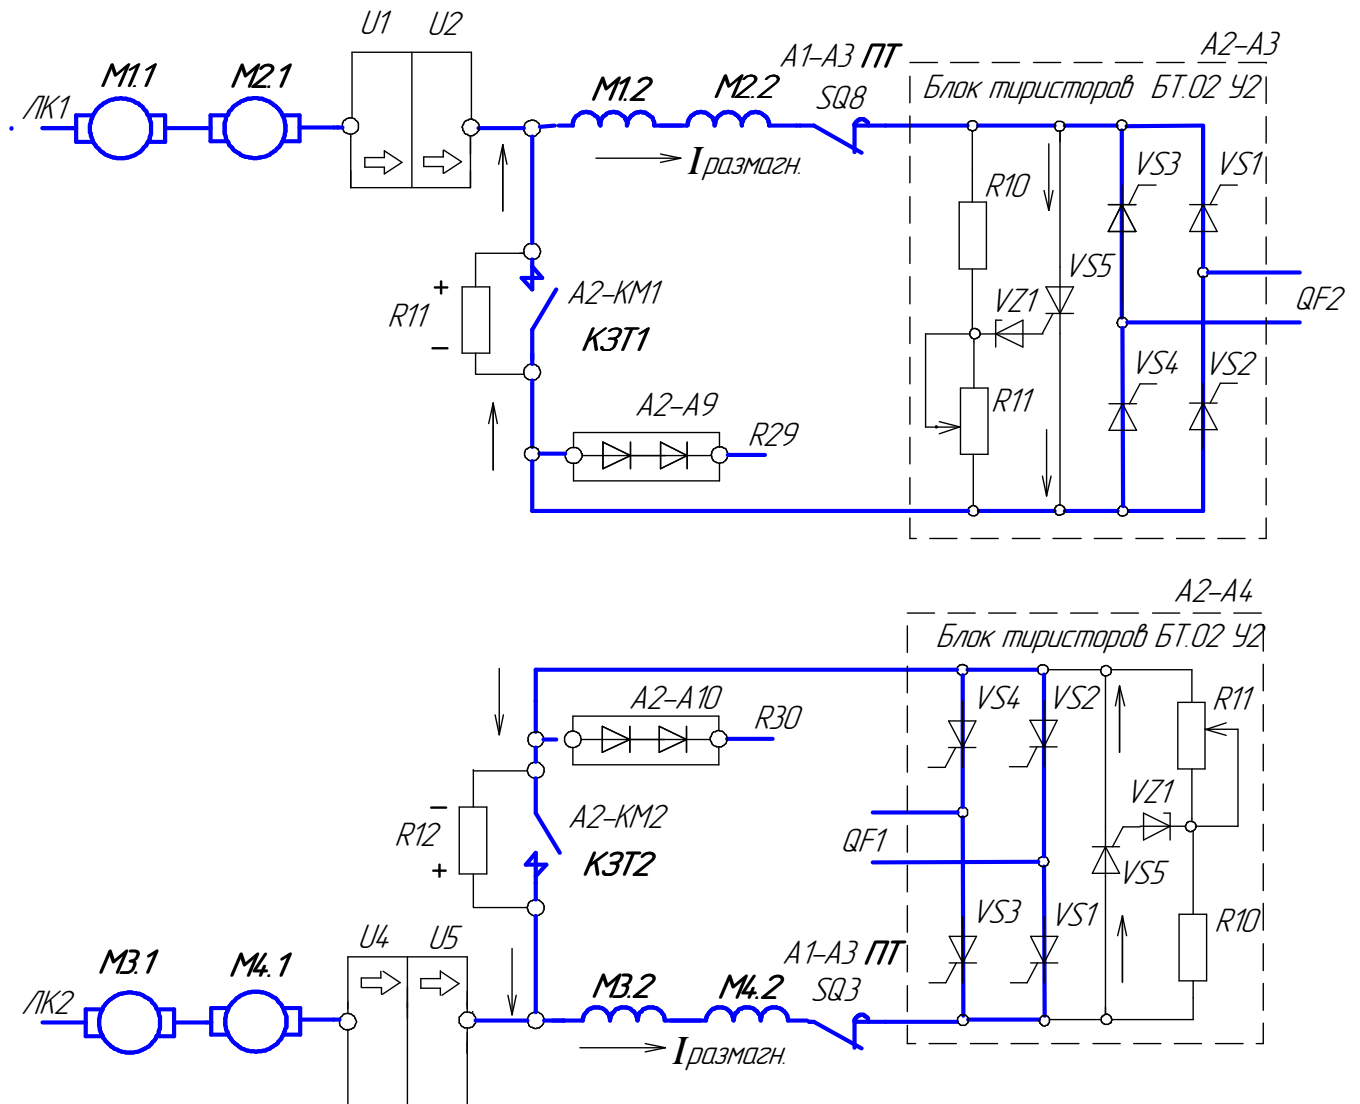 U1 U2
М1.1 М2.1
ЛК1
А1-А3 ПТ
SQ8
М1.2 М2.2
А2-А3
Блок тиристоров БТ.02 У2
Iразмагн.
VS3 VS1
R10
VS5
VZ1
QF2
А2-КМ1
КЗТ1
+
R11
−
VS4 VS2
R11
А2-А9
R29
А2-А4
Блок тиристоров БТ.02 У2
VS4 VS2
R11
А2-А10
R30
−
R12
+
А2-КМ2
КЗТ2
QF1
VZ1
VS5
VS3 VS1
R10
U4 U5
М3.1 М4.1
ЛК2
М3.2 М4.2
А1-А3 ПТ
SQ3
Iразмагн.